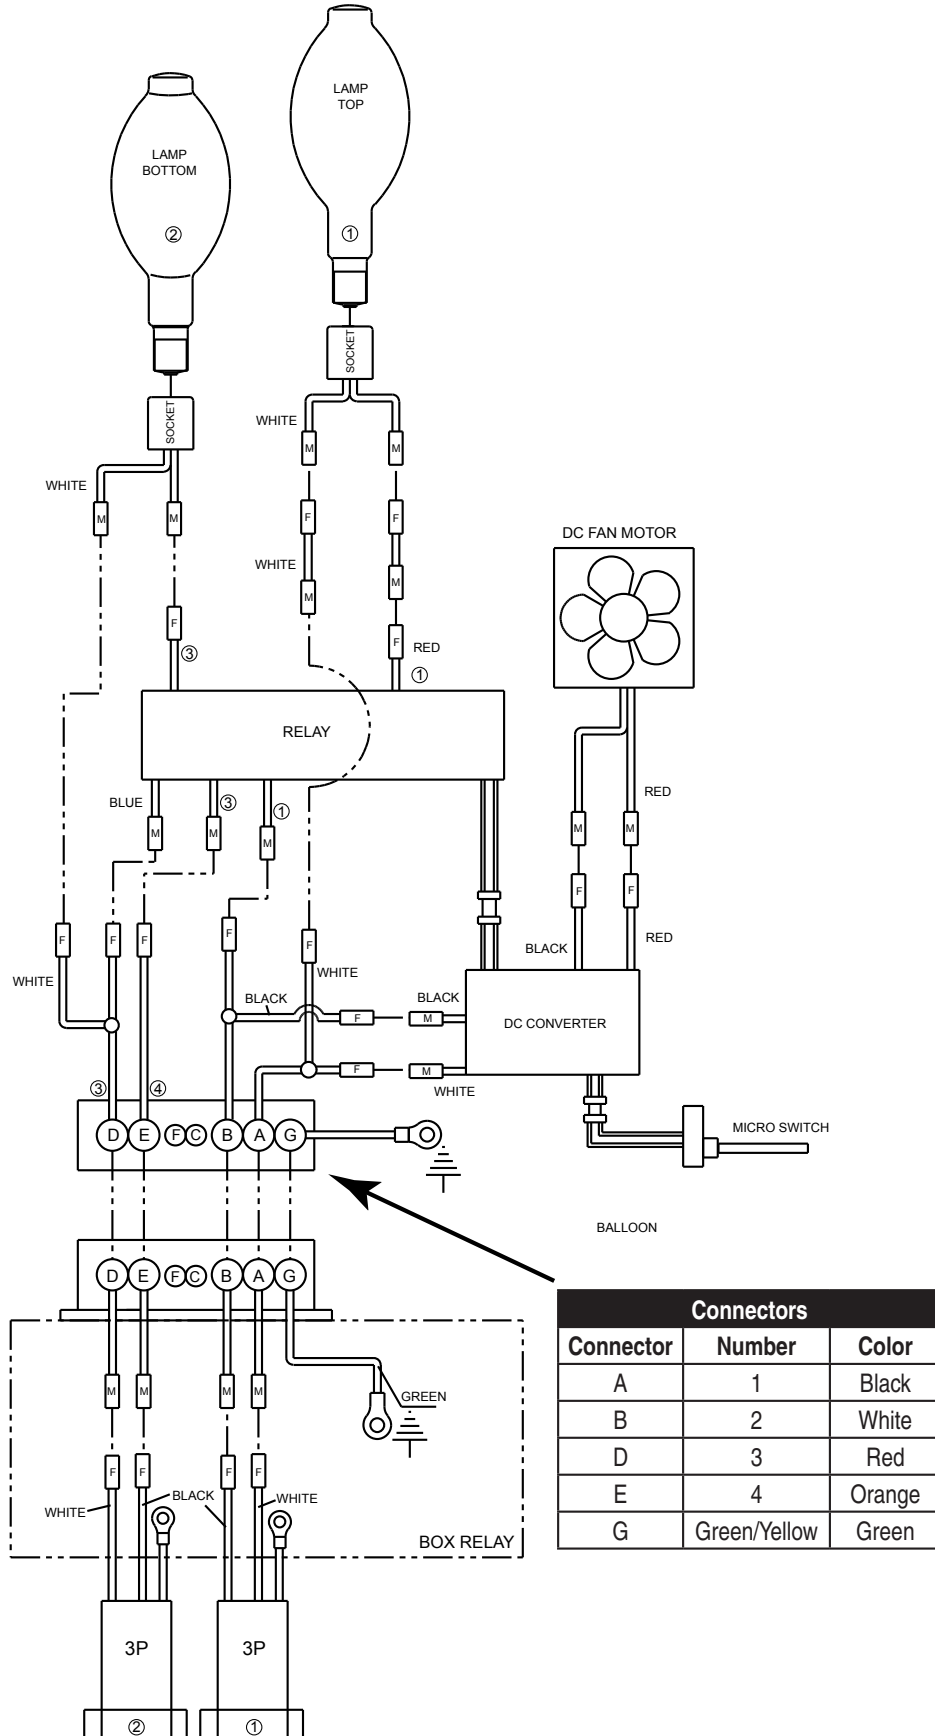 LAMP
TOP
①
LAMP
BOTTOM
②
SOCKET
SOCKET
WHITE
M
M
WHITE
M
M
F
F
WHITE
M
M
F
③
F
RED
①
DC FAN MOTOR
RELAY
BLUE
③
①
M
M
M
RED
M
M
F
F
BLACK
RED
F
F
F
F
F
WHITE
WHITE
BLACK
BLACK
F
M
DC CONVERTER
F
M
WHITE
③
④
D
E
F
C
B
A
G
MICRO SWITCH
BALLOON
D
E
F
C
B
A
G
Connectors
Connector Number Color
A 1 Black
B 2 White
D 3 Red
E 4 Orange
G Green/Yellow Green
M
M
M
M
GREEN
F
F
F
F
WHITE
BLACK
WHITE
BOX RELAY
3P
3P
②
①